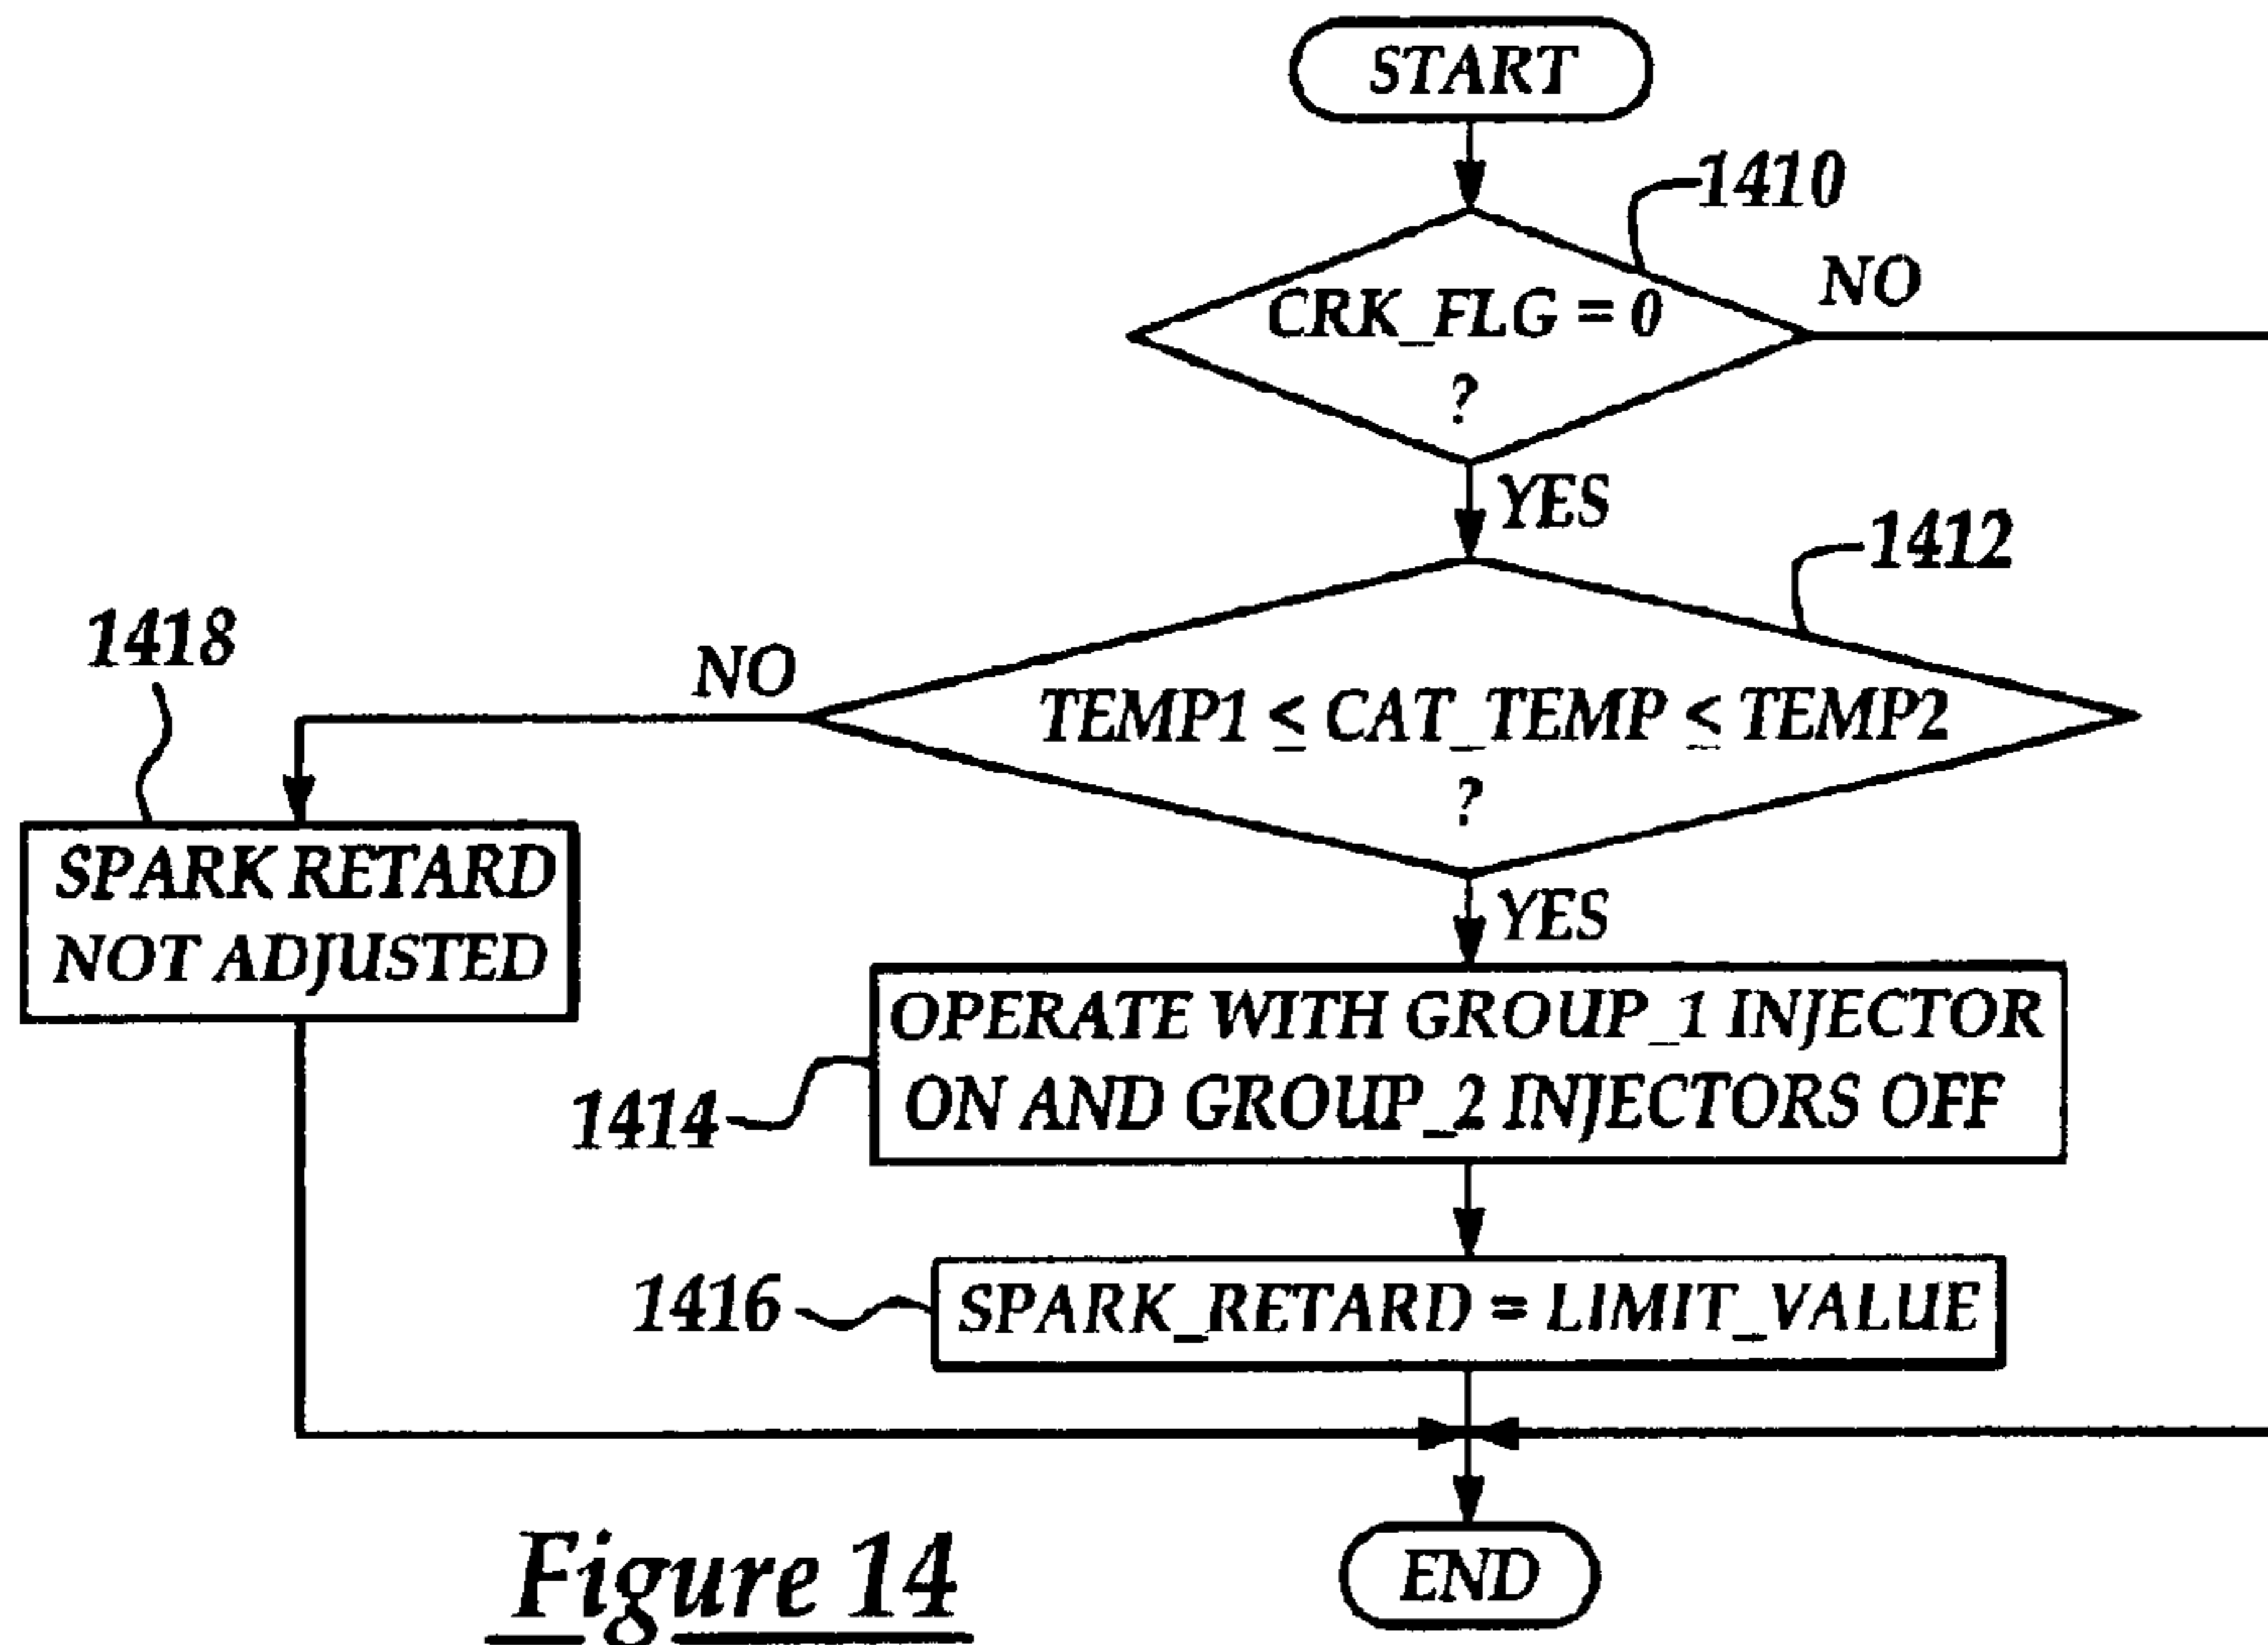 START
1410
CRK_FLG = 0
?
NO
YES
1412
1418
NO
TEMP1 ≤ CAT_TEMP ≤ TEMP2
?
YES
SPARK RETARD
NOT ADJUSTED
OPERATE WITH GROUP_1 INJECTOR
ON AND GROUP_2 INJECTORS OFF
1414
1416
SPARK_RETARD = LIMIT_VALUE
END
Figure 14